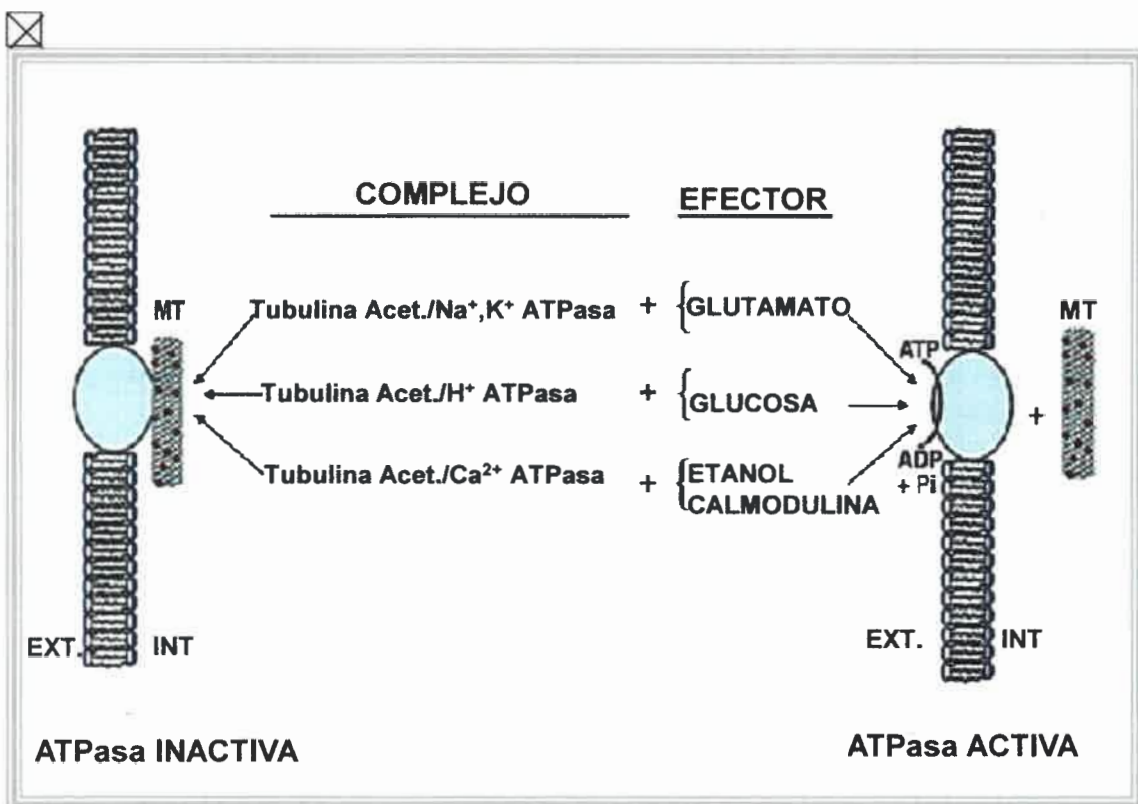 COMPLEJO EFECTOR
MT Tubulina Acet./Na⁺,K⁺ ATPasa + {GLUTAMATO MT
ATP
Tubulina Acet./H⁺ ATPasa + {GLUCOSA
+
Tubulina Acet./Ca²⁺ ATPasa + {ETANOL
CALMODULINA
ADP
+ Pi
EXT. INT EXT. INT
ATPasa INACTIVA ATPasa ACTIVA